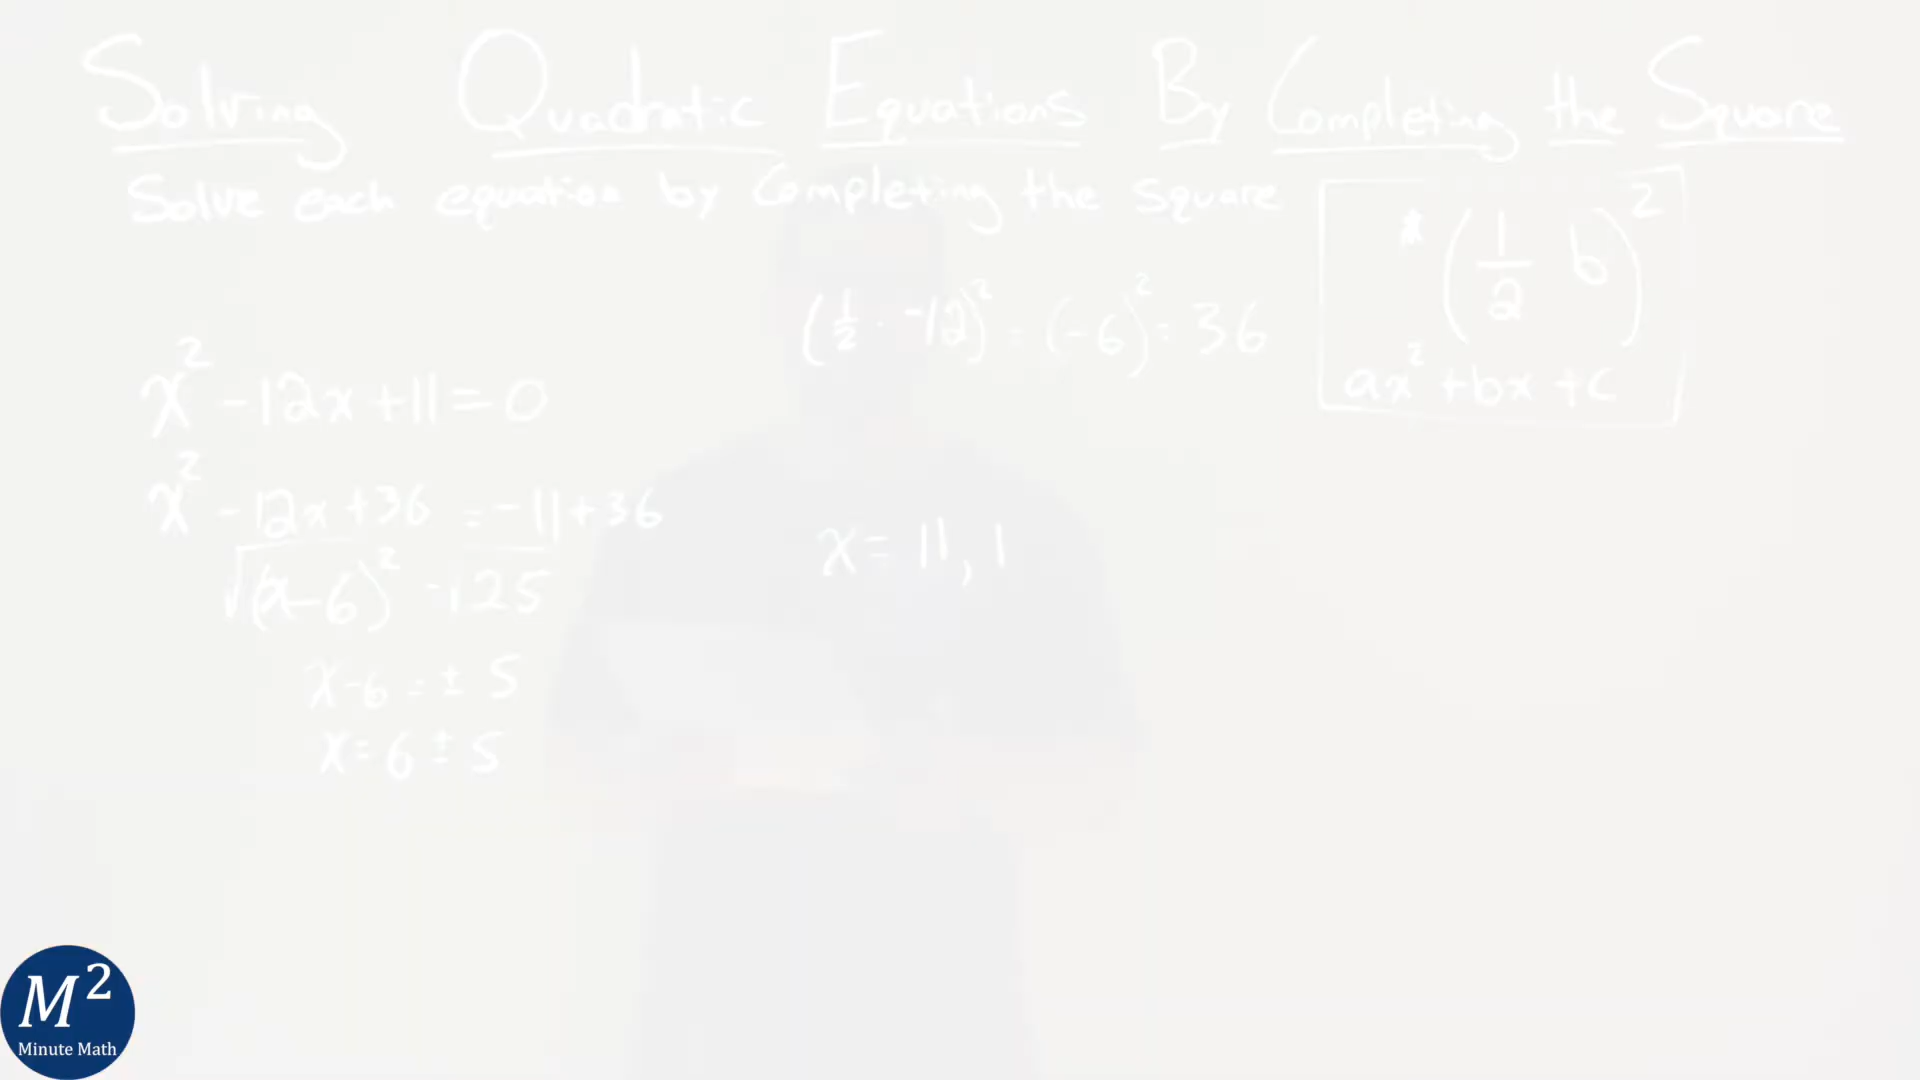 Solving Quadratic Equations By Completing the Square
Solve each equation by completing the square
* (1/2 b)²
ax² + bx + c
(1/2 · -12)² = (-6)² = 36
x² - 12x + 11 = 0
x² - 12x + 36 = -11 + 36
√(x-6)² = √25
x - 6 = ± 5
x = 6 ± 5
x = 11, 1
M²
Minute Math